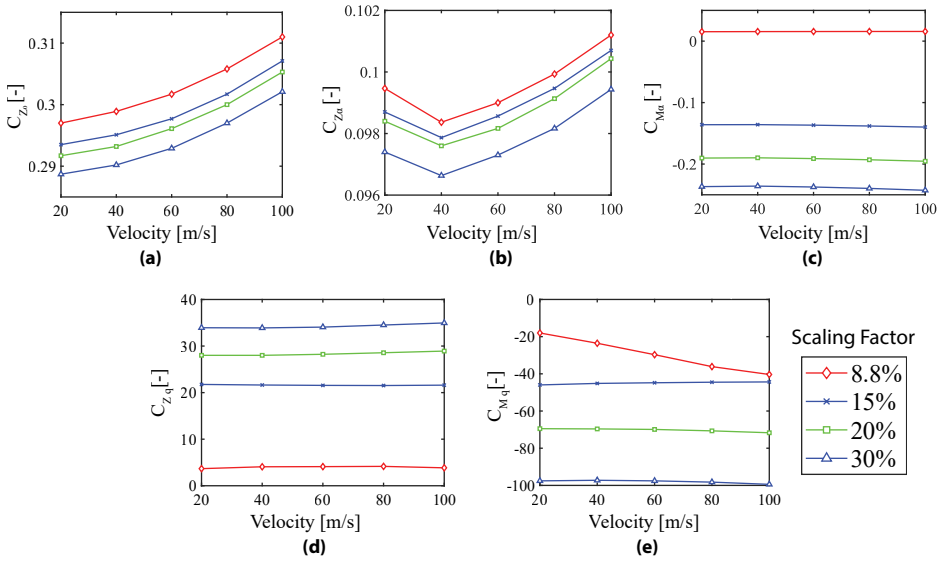 0.31
0.3
0.29
C_{Z_0} [-]
20 40 60 80 100
Velocity [m/s]
(a)
0.102
0.1
0.098
0.096
C_{Zα} [-]
20 40 60 80 100
Velocity [m/s]
(b)
0
-0.1
-0.2
C_{Mα} [-]
20 40 60 80 100
Velocity [m/s]
(c)
40
30
20
10
0
C_{Z q} [-]
20 40 60 80 100
Velocity [m/s]
(d)
0
-20
-40
-60
-80
-100
C_{M q} [-]
20 40 60 80 100
Velocity [m/s]
(e)
Scaling Factor
8.8%
15%
20%
30%